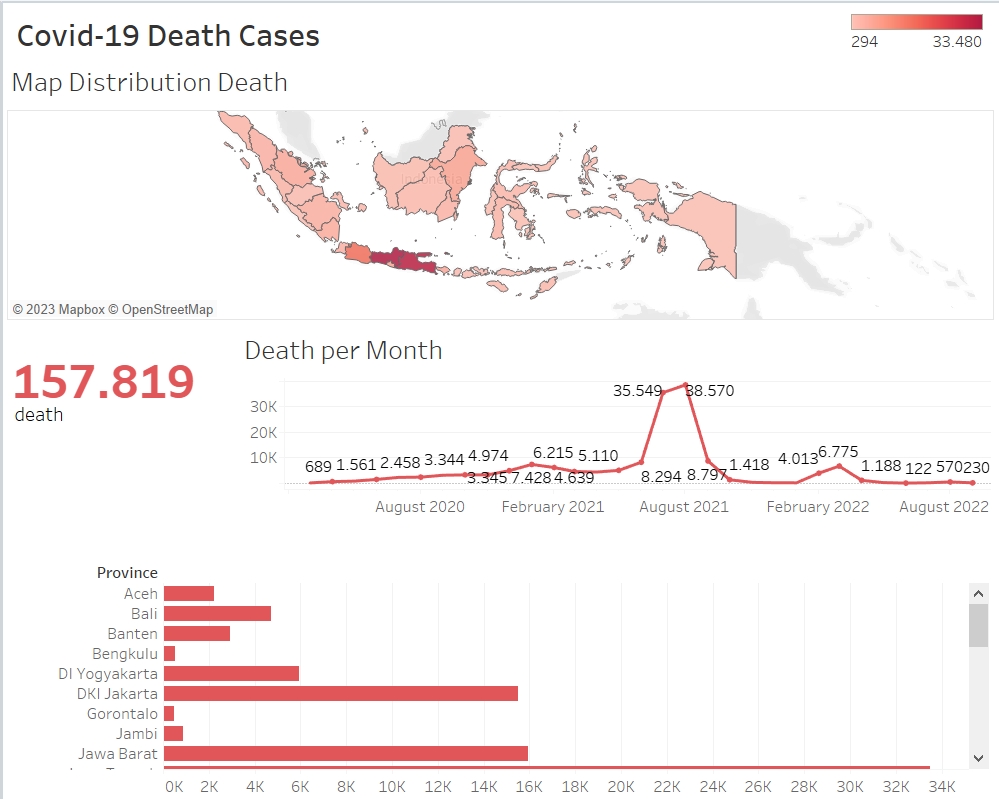 Covid-19 Death Cases
294 33.480
Map Distribution Death
© 2023 Mapbox © OpenStreetMap
157.819
death
Death per Month
30K
20K
10K
35.549 38.570
689 1.561 2.458 3.344 4.974 6.215 5.110 1.418 4.013 6.775
3.345 7.428 4.639 8.294 8.797 1.188 122 570 230
August 2020 February 2021 August 2021 February 2022 August 2022
Province
Aceh
Bali
Banten
Bengkulu
DI Yogyakarta
DKI Jakarta
Gorontalo
Jambi
Jawa Barat
0K 2K 4K 6K 8K 10K 12K 14K 16K 18K 20K 22K 24K 26K 28K 30K 32K 34K